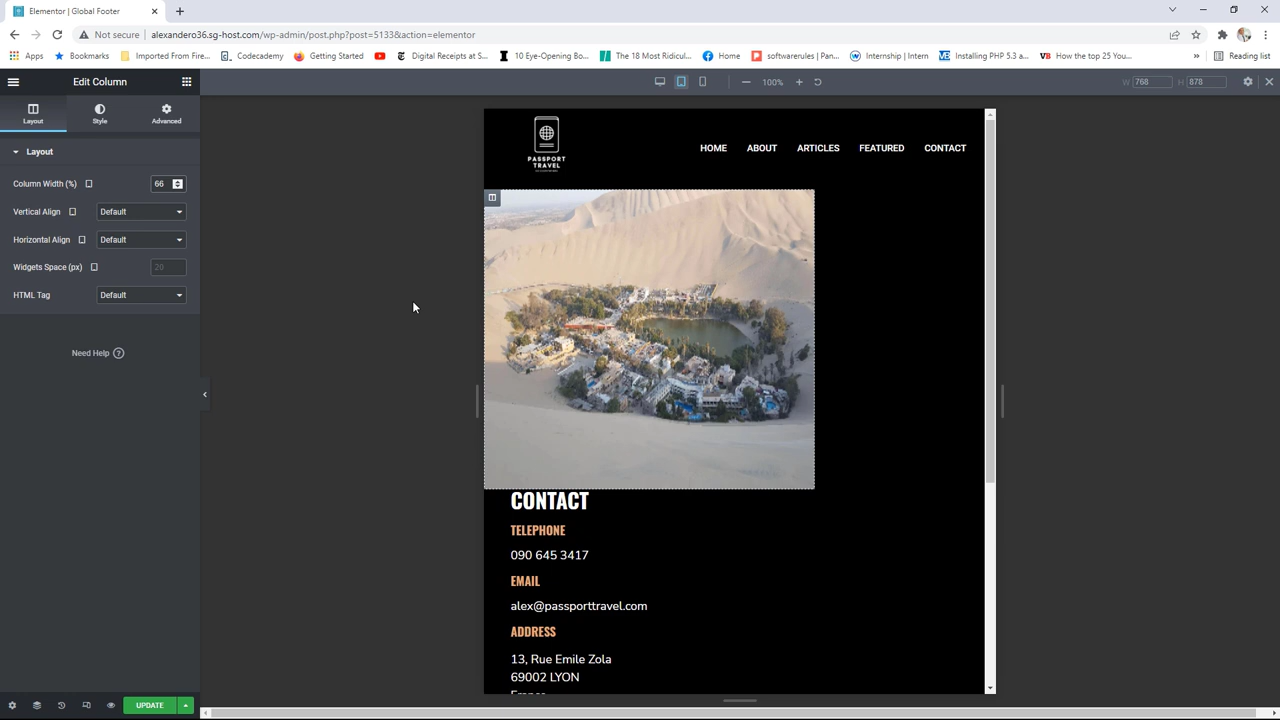 Elementor | Global Footer
Not secure | alexandero36.sg-host.com/wp-admin/post.php?post=5133&action=elementor
Apps Bookmarks Imported From Fire... Codecademy Getting Started Digital Receipts at S... 10 Eye-Opening Bo... The 18 Most Ridicul... Home softwarerules | Pan... Internship | Intern Installing PHP 5.3 a... How the top 25 You... » Reading list
Edit Column
100%
W 768 H 878
Layout Style Advanced
Layout
Column Width (%) 66
Vertical Align Default
Horizontal Align Default
Widgets Space (px) 20
HTML Tag Default
Need Help ?
UPDATE
PASSPORT
TRAVEL
HOME ABOUT ARTICLES FEATURED CONTACT
CONTACT
TELEPHONE
090 645 3417
EMAIL
alex@passporttravel.com
ADDRESS
13, Rue Emile Zola
69002 LYON
France